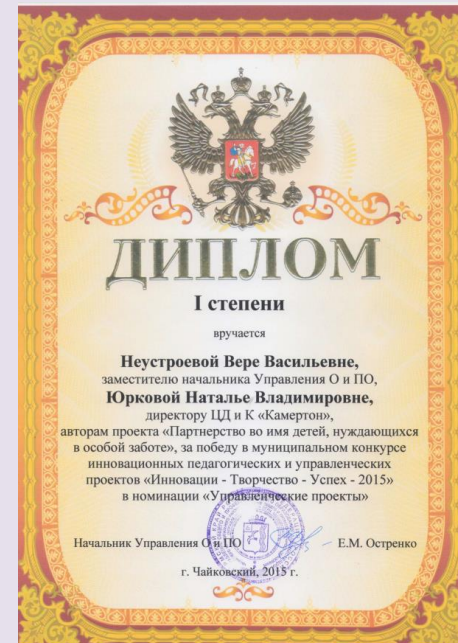 ДИПЛОМ
I степени
вручается
Неустроевой Вере Васильевне,
заместителю начальника Управления О и ПО,
Юрковой Наталье Владимировне,
директору ЦД и К «Камертон»,
авторам проекта «Партнерство во имя детей, нуждающихся
в особой заботе», за победу в муниципальном конкурсе
инновационных педагогических и управленческих
проектов «Инновации - Творчество - Успех - 2015»
в номинации «Управленческие проекты»
Начальник Управления О и ПО Е.М. Остренко
г. Чайковский, 2015 г.